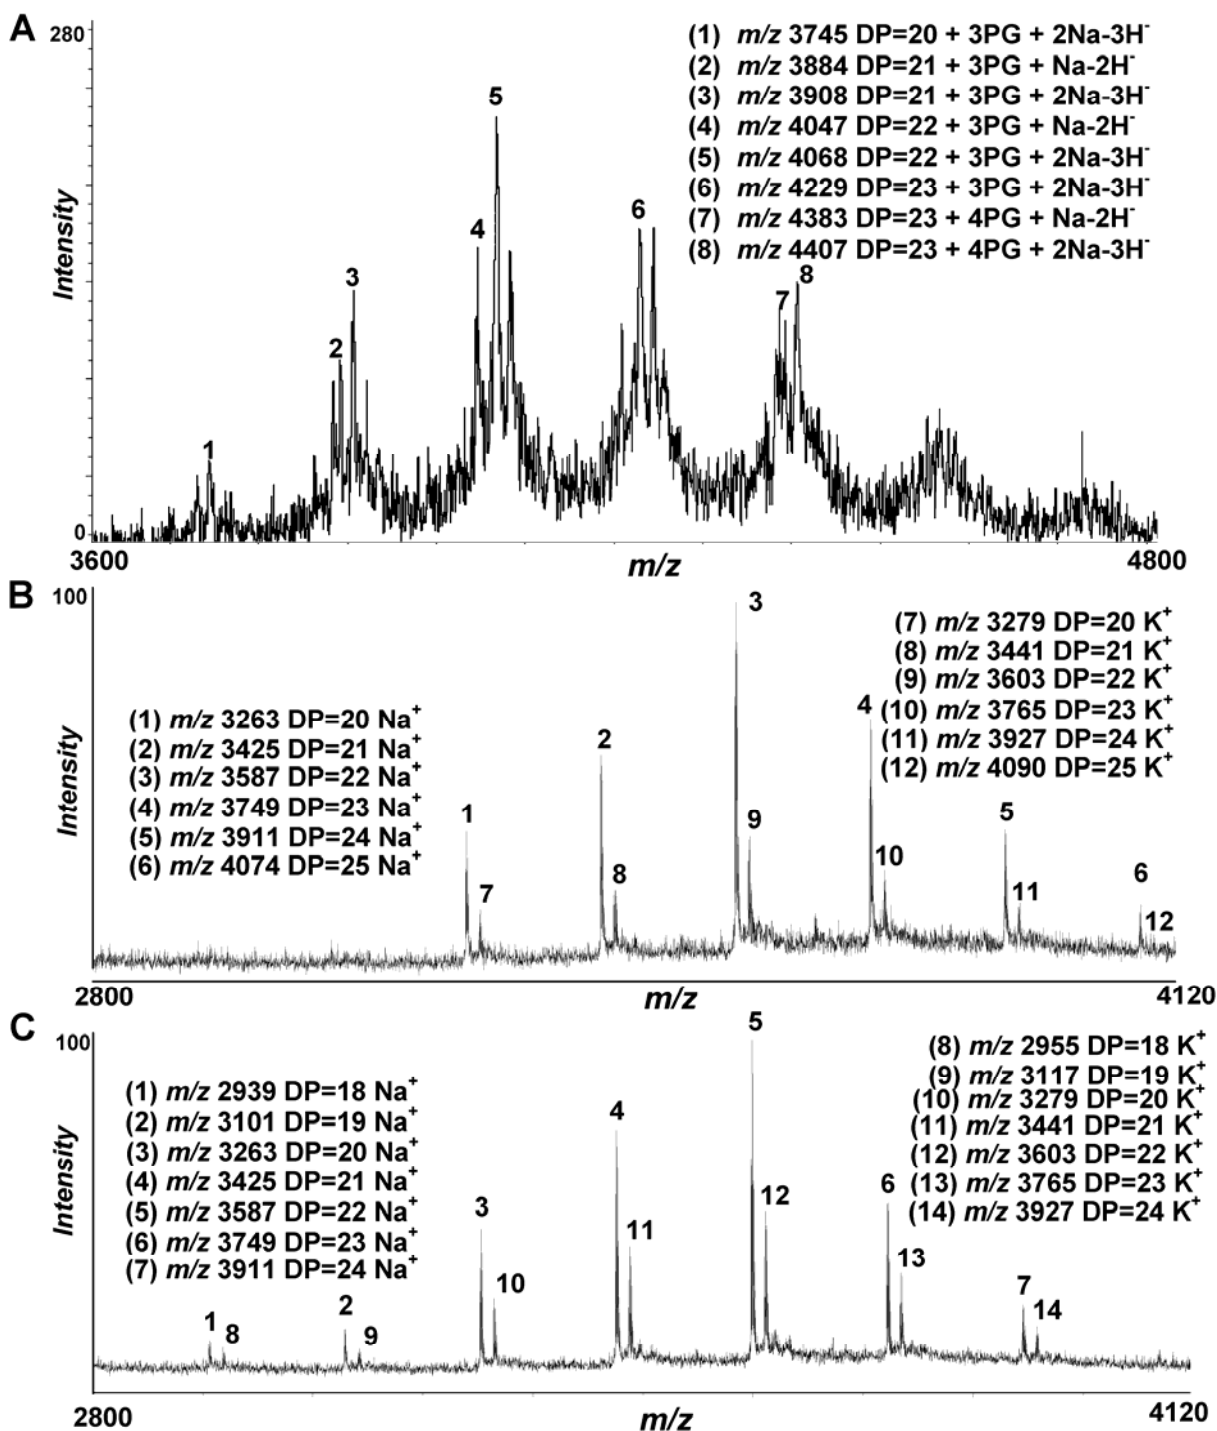 A
280
(1) m/z 3745 DP=20 + 3PG + 2Na-3H⁻
(2) m/z 3884 DP=21 + 3PG + Na-2H⁻
(3) m/z 3908 DP=21 + 3PG + 2Na-3H⁻
(4) m/z 4047 DP=22 + 3PG + Na-2H⁻
(5) m/z 4068 DP=22 + 3PG + 2Na-3H⁻
(6) m/z 4229 DP=23 + 3PG + 2Na-3H⁻
(7) m/z 4383 DP=23 + 4PG + Na-2H⁻
(8) m/z 4407 DP=23 + 4PG + 2Na-3H⁻
Intensity
1
2
3
4
5
6
7
8
0
3600
m/z
4800
B
100
(1) m/z 3263 DP=20 Na⁺
(2) m/z 3425 DP=21 Na⁺
(3) m/z 3587 DP=22 Na⁺
(4) m/z 3749 DP=23 Na⁺
(5) m/z 3911 DP=24 Na⁺
(6) m/z 4074 DP=25 Na⁺
(7) m/z 3279 DP=20 K⁺
(8) m/z 3441 DP=21 K⁺
(9) m/z 3603 DP=22 K⁺
(10) m/z 3765 DP=23 K⁺
(11) m/z 3927 DP=24 K⁺
(12) m/z 4090 DP=25 K⁺
Intensity
1
7
2
8
3
9
4
10
5
11
6
12
2800
m/z
4120
C
100
(1) m/z 2939 DP=18 Na⁺
(2) m/z 3101 DP=19 Na⁺
(3) m/z 3263 DP=20 Na⁺
(4) m/z 3425 DP=21 Na⁺
(5) m/z 3587 DP=22 Na⁺
(6) m/z 3749 DP=23 Na⁺
(7) m/z 3911 DP=24 Na⁺
(8) m/z 2955 DP=18 K⁺
(9) m/z 3117 DP=19 K⁺
(10) m/z 3279 DP=20 K⁺
(11) m/z 3441 DP=21 K⁺
(12) m/z 3603 DP=22 K⁺
(13) m/z 3765 DP=23 K⁺
(14) m/z 3927 DP=24 K⁺
Intensity
1
8
2
9
3
10
4
11
5
12
6
13
7
14
2800
m/z
4120